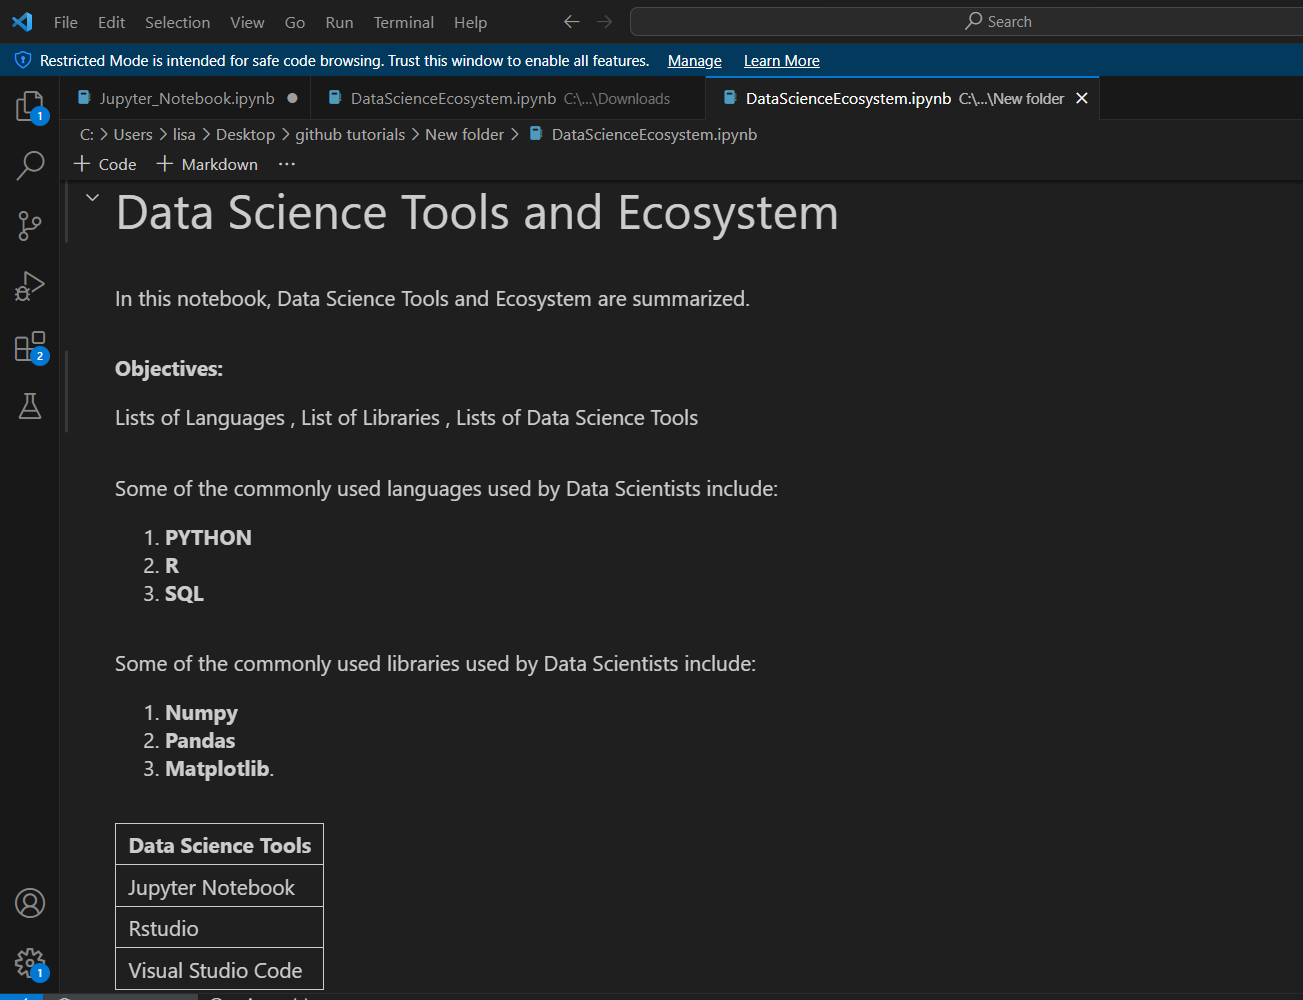 File Edit Selection View Go Run Terminal Help Search
Restricted Mode is intended for safe code browsing. Trust this window to enable all features. Manage Learn More
Jupyter_Notebook.ipynb DataScienceEcosystem.ipynb C:\...\Downloads DataScienceEcosystem.ipynb C:\...\New folder
1
C: > Users > lisa > Desktop > github tutorials > New folder > DataScienceEcosystem.ipynb
+ Code + Markdown ...
Data Science Tools and Ecosystem
In this notebook, Data Science Tools and Ecosystem are summarized.
2
Objectives:
Lists of Languages , List of Libraries , Lists of Data Science Tools
Some of the commonly used languages used by Data Scientists include:
1. PYTHON
2. R
3. SQL
Some of the commonly used libraries used by Data Scientists include:
1. Numpy
2. Pandas
3. Matplotlib.
Data Science Tools
Jupyter Notebook
Rstudio
Visual Studio Code
1